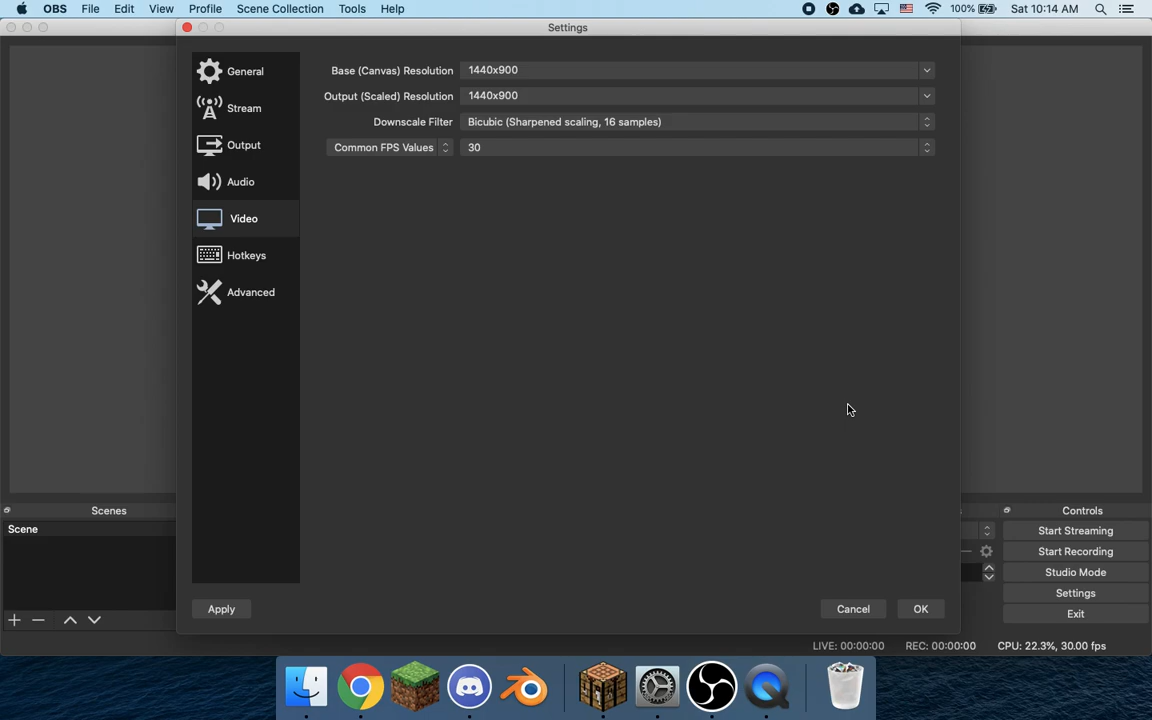 OBS File Edit View Profile Scene Collection Tools Help 100% Sat 10:14 AM
Settings
General
Stream
Output
Audio
Video
Hotkeys
Advanced
Base (Canvas) Resolution 1440x900
Output (Scaled) Resolution 1440x900
Downscale Filter Bicubic (Sharpened scaling, 16 samples)
Common FPS Values 30
Apply Cancel OK
Scenes
Scene
Controls
Start Streaming
Start Recording
Studio Mode
Settings
Exit
LIVE: 00:00:00 REC: 00:00:00 CPU: 22.3%, 30.00 fps